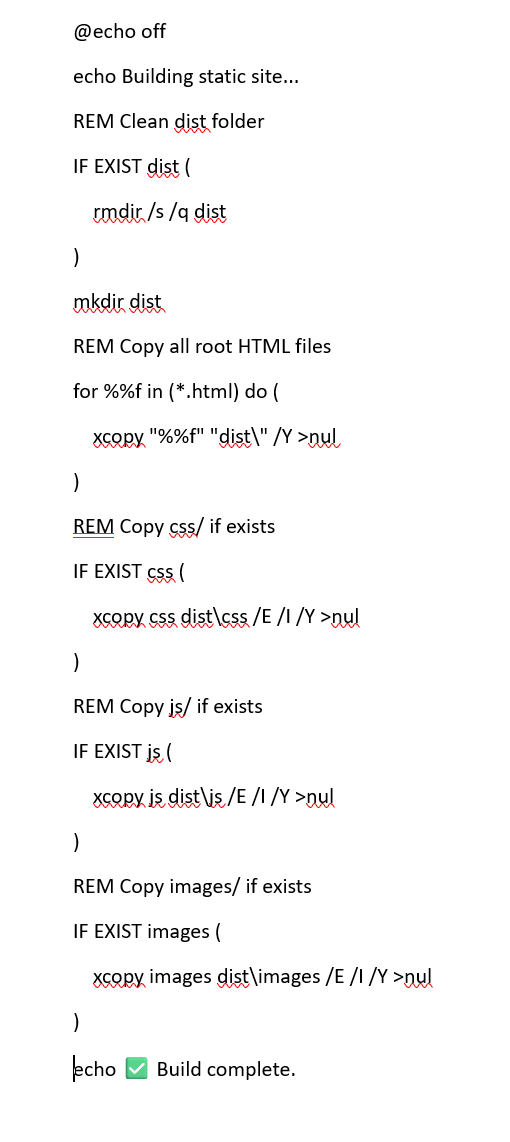 @echo off
echo Building static site...
REM Clean dist folder
IF EXIST dist (
rmdir /s /q dist
)
mkdir dist
REM Copy all root HTML files
for %%f in (*.html) do (
xcopy "%%f" "dist\" /Y >nul
)
REM Copy css/ if exists
IF EXIST css (
xcopy css dist\css /E /I /Y >nul
)
REM Copy js/ if exists
IF EXIST js (
xcopy js dist\js /E /I /Y >nul
)
REM Copy images/ if exists
IF EXIST images (
xcopy images dist\images /E /I /Y >nul
)
echo ✅ Build complete.